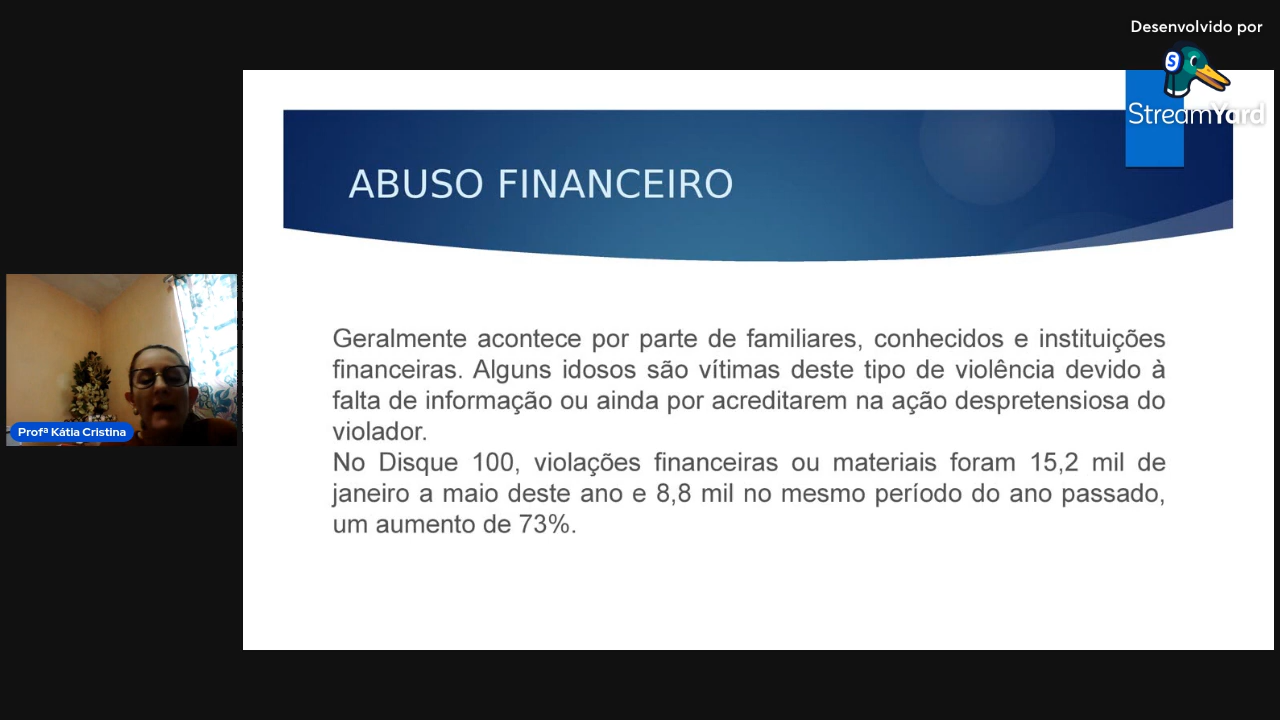 Desenvolvido por
S
StreamYard
ABUSO FINANCEIRO
Geralmente acontece por parte de familiares, conhecidos e instituições
financeiras. Alguns idosos são vítimas deste tipo de violência devido à
falta de informação ou ainda por acreditarem na ação despretensiosa do
violador.
No Disque 100, violações financeiras ou materiais foram 15,2 mil de
janeiro a maio deste ano e 8,8 mil no mesmo período do ano passado,
um aumento de 73%.
Profª Kátia Cristina